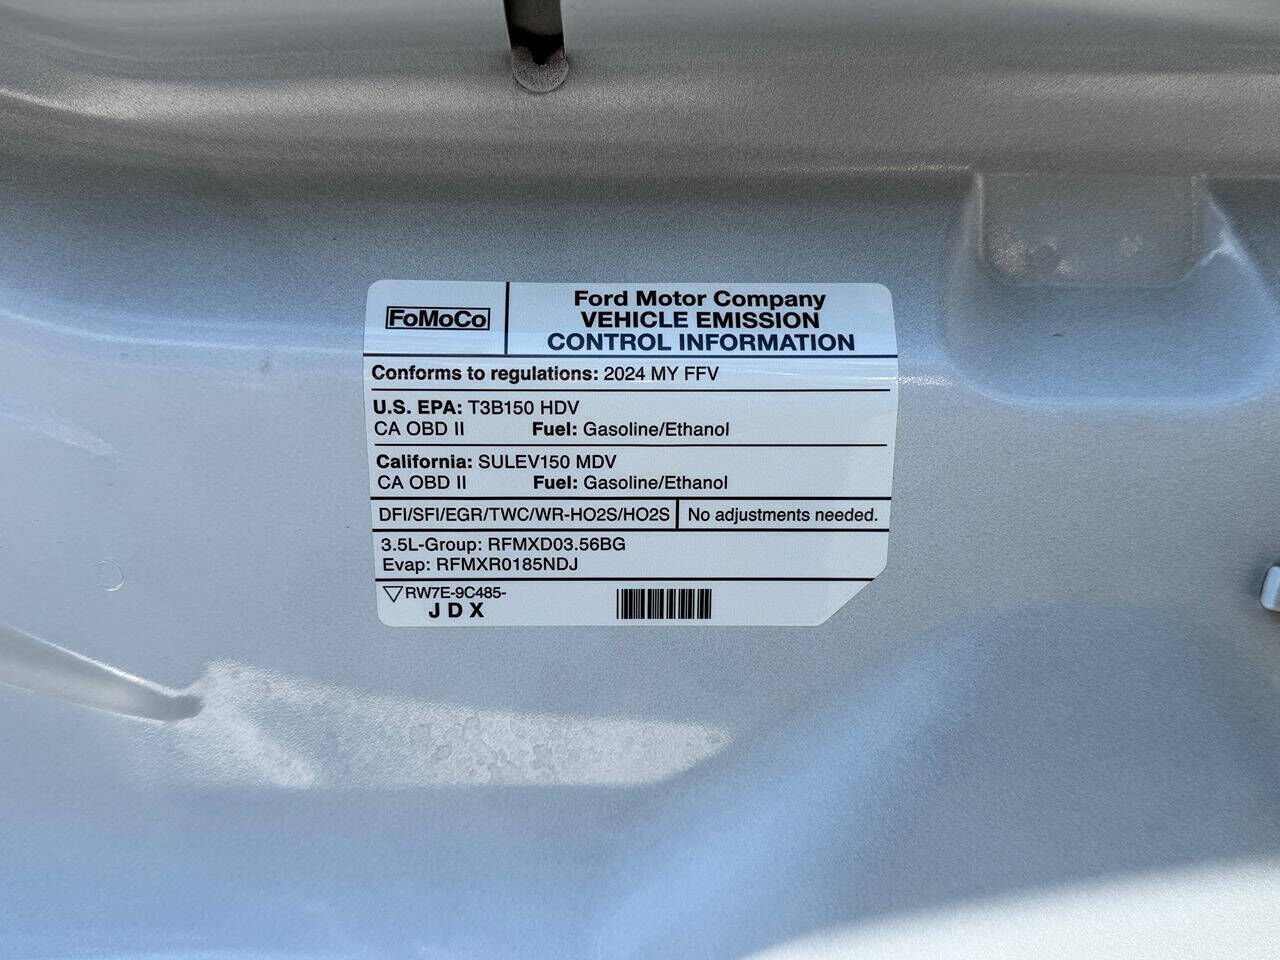 FoMoCo
Ford Motor Company
VEHICLE EMISSION
CONTROL INFORMATION
Conforms to regulations: 2024 MY FFV
U.S. EPA: T3B150 HDV
CA OBD II Fuel: Gasoline/Ethanol
California: SULEV150 MDV
CA OBD II Fuel: Gasoline/Ethanol
DFI/SFI/EGR/TWC/WR-HO2S/HO2S No adjustments needed.
3.5L-Group: RFMXD03.56BG
Evap: RFMXR0185NDJ
RW7E-9C485-
JDX